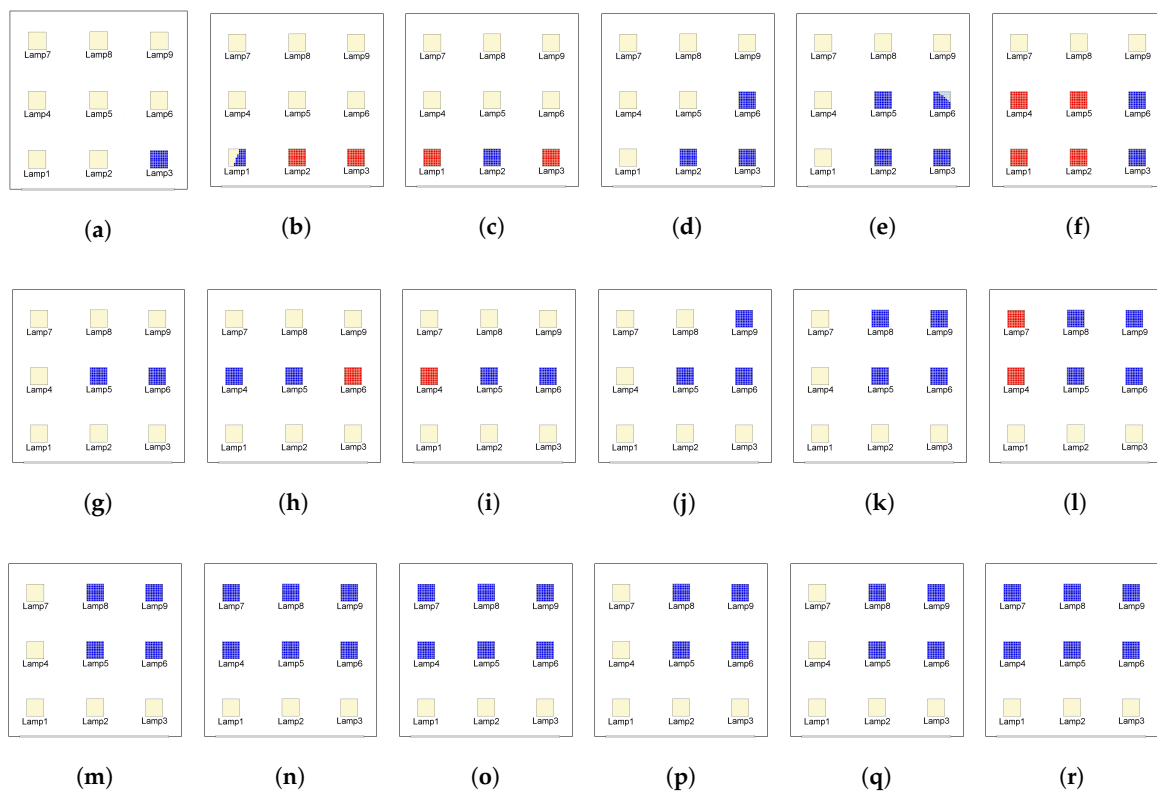 Lamp7 Lamp8 Lamp9 Lamp7 Lamp8 Lamp9 Lamp7 Lamp8 Lamp9 Lamp7 Lamp8 Lamp9 Lamp7 Lamp8 Lamp9 Lamp7 Lamp8 Lamp9
Lamp4 Lamp5 Lamp6 Lamp4 Lamp5 Lamp6 Lamp4 Lamp5 Lamp6 Lamp4 Lamp5 Lamp6 Lamp4 Lamp5 Lamp6 Lamp4 Lamp5 Lamp6
Lamp1 Lamp2 Lamp3 Lamp1 Lamp2 Lamp3 Lamp1 Lamp2 Lamp3 Lamp1 Lamp2 Lamp3 Lamp1 Lamp2 Lamp3 Lamp1 Lamp2 Lamp3
(a) (b) (c) (d) (e) (f)
Lamp7 Lamp8 Lamp9 Lamp7 Lamp8 Lamp9 Lamp7 Lamp8 Lamp9 Lamp7 Lamp8 Lamp9 Lamp7 Lamp8 Lamp9 Lamp7 Lamp8 Lamp9
Lamp4 Lamp5 Lamp6 Lamp4 Lamp5 Lamp6 Lamp4 Lamp5 Lamp6 Lamp4 Lamp5 Lamp6 Lamp4 Lamp5 Lamp6 Lamp4 Lamp5 Lamp6
Lamp1 Lamp2 Lamp3 Lamp1 Lamp2 Lamp3 Lamp1 Lamp2 Lamp3 Lamp1 Lamp2 Lamp3 Lamp1 Lamp2 Lamp3 Lamp1 Lamp2 Lamp3
(g) (h) (i) (j) (k) (l)
Lamp7 Lamp8 Lamp9 Lamp7 Lamp8 Lamp9 Lamp7 Lamp8 Lamp9 Lamp7 Lamp8 Lamp9 Lamp7 Lamp8 Lamp9 Lamp7 Lamp8 Lamp9
Lamp4 Lamp5 Lamp6 Lamp4 Lamp5 Lamp6 Lamp4 Lamp5 Lamp6 Lamp4 Lamp5 Lamp6 Lamp4 Lamp5 Lamp6 Lamp4 Lamp5 Lamp6
Lamp1 Lamp2 Lamp3 Lamp1 Lamp2 Lamp3 Lamp1 Lamp2 Lamp3 Lamp1 Lamp2 Lamp3 Lamp1 Lamp2 Lamp3 Lamp1 Lamp2 Lamp3
(m) (n) (o) (p) (q) (r)